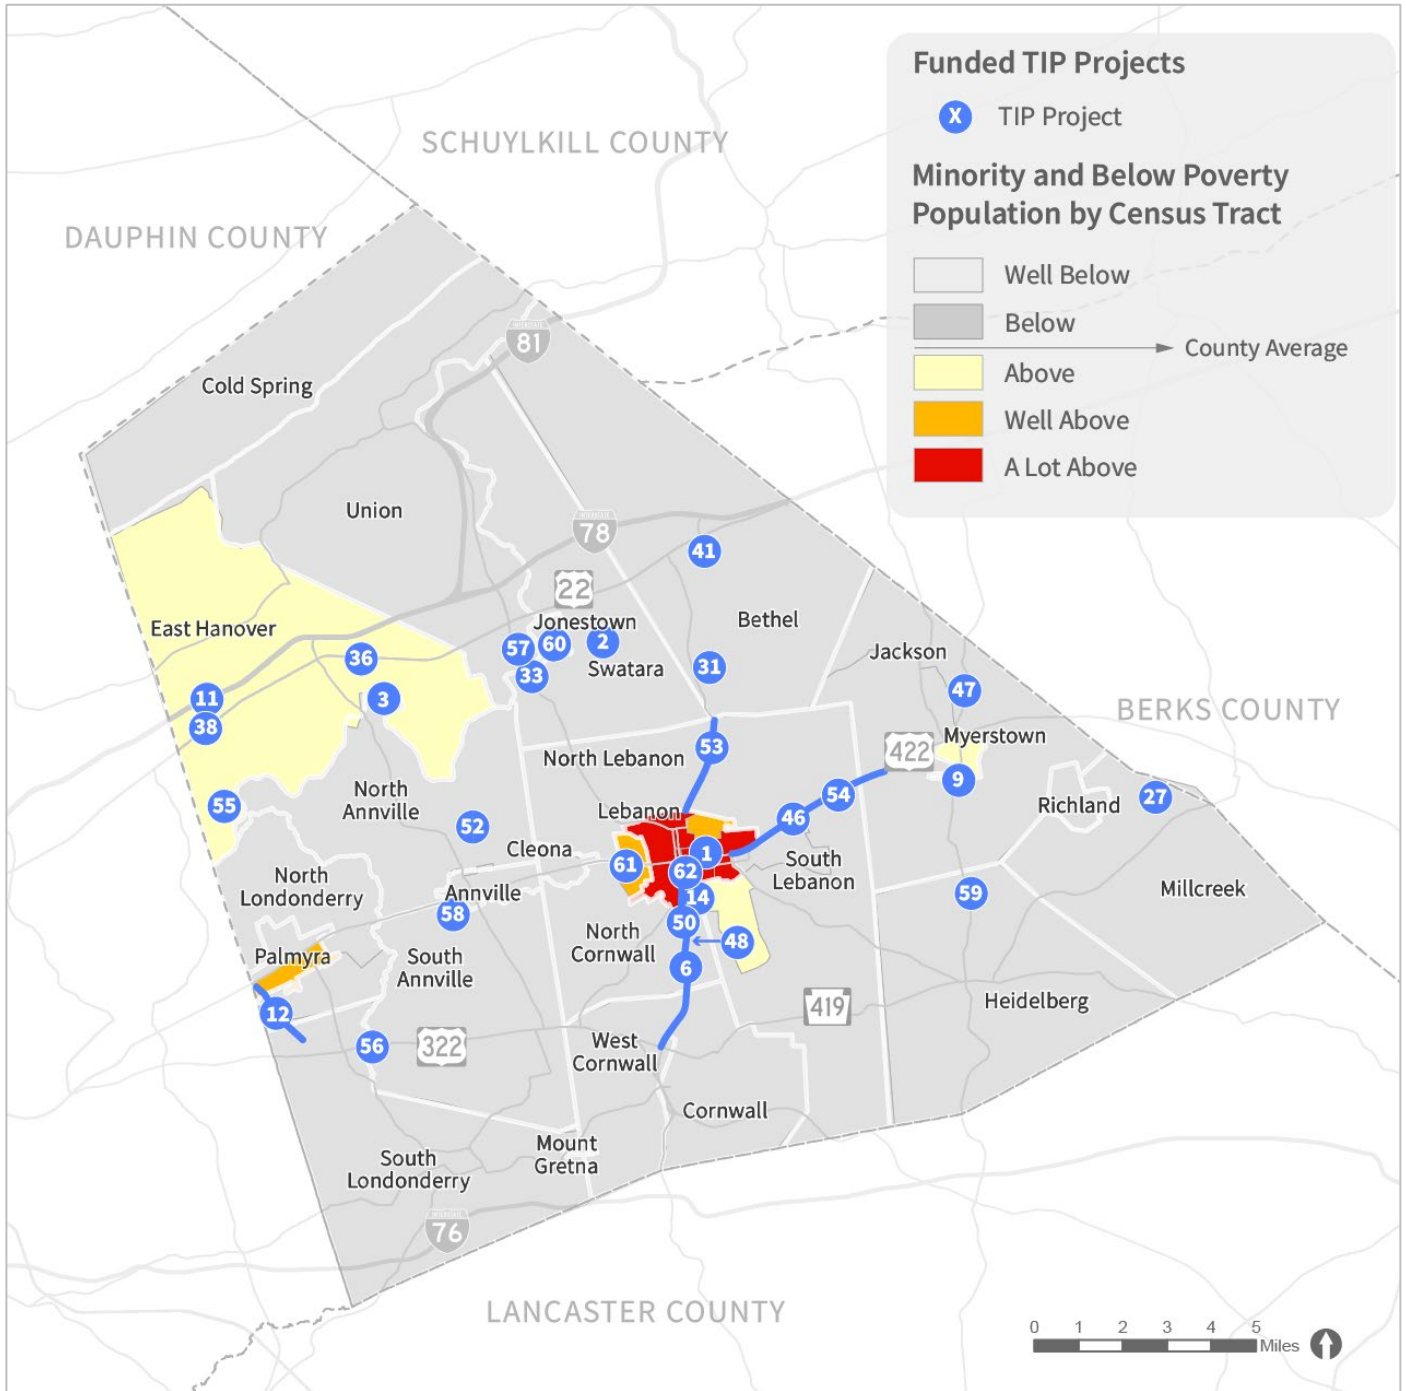 Funded TIP Projects
X TIP Project
Minority and Below Poverty
Population by Census Tract
Well Below
Below
County Average
Above
Well Above
A Lot Above
SCHUYLKILL COUNTY
DAUPHIN COUNTY
INTERSTATE
81
Cold Spring
Union
INTERSTATE
78
41
22
Jonestown
Bethel
East Hanover
57
60
2
36
33
Swatara
31
Jackson
11
3
47
BERKS COUNTY
38
53
Myerstown
North Lebanon
422
9
55
North
Annville
54
27
Lebanon
46
Richland
52
Cleona
1
61
62
South
Lebanon
North
Londonderry
Annville
14
59
Millcreek
58
50
North
Cornwall
48
Palmyra
South
Annville
6
12
419
Heidelberg
56
322
West
Cornwall
Cornwall
Mount
Gretna
South
Londonderry
INTERSTATE
76
LANCASTER COUNTY
0 1 2 3 4 5
Miles